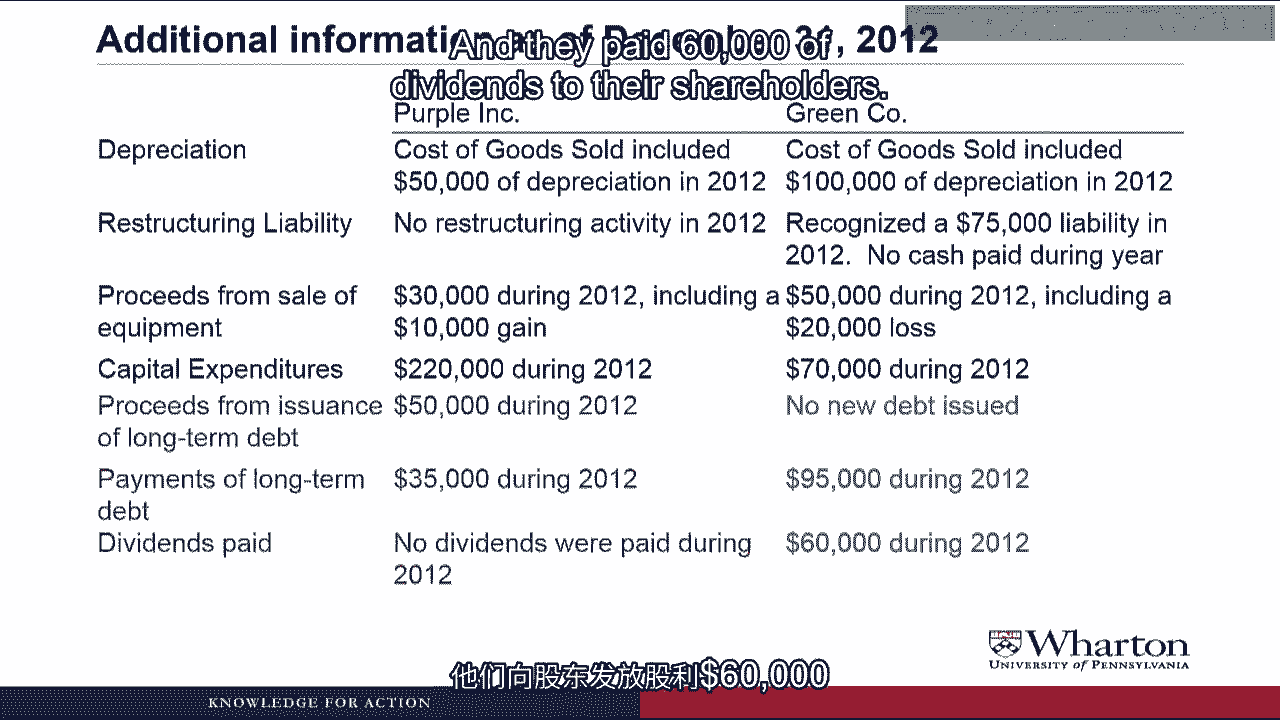 Additional information as of December 31, 2012
And they paid 60,000 of
dividends to their shareholders.
Purple Inc. Green Co.
Depreciation Cost of Goods Sold included Cost of Goods Sold included
$50,000 of depreciation in 2012 $100,000 of depreciation in 2012
Restructuring Liability No restructuring activity in 2012 Recognized a $75,000 liability in
2012. No cash paid during year
Proceeds from sale of $30,000 during 2012, including a $50,000 during 2012, including a
equipment $10,000 gain $20,000 loss
Capital Expenditures $220,000 during 2012 $70,000 during 2012
Proceeds from issuance $50,000 during 2012 No new debt issued
of long-term debt
Payments of long-term $35,000 during 2012 $95,000 during 2012
debt
Dividends paid No dividends were paid during $60,000 during 2012
2012
Wharton
UNIVERSITY of PENNSYLVANIA
他们向股东发放股利$60,000
KNOWLEDGE FOR ACTION